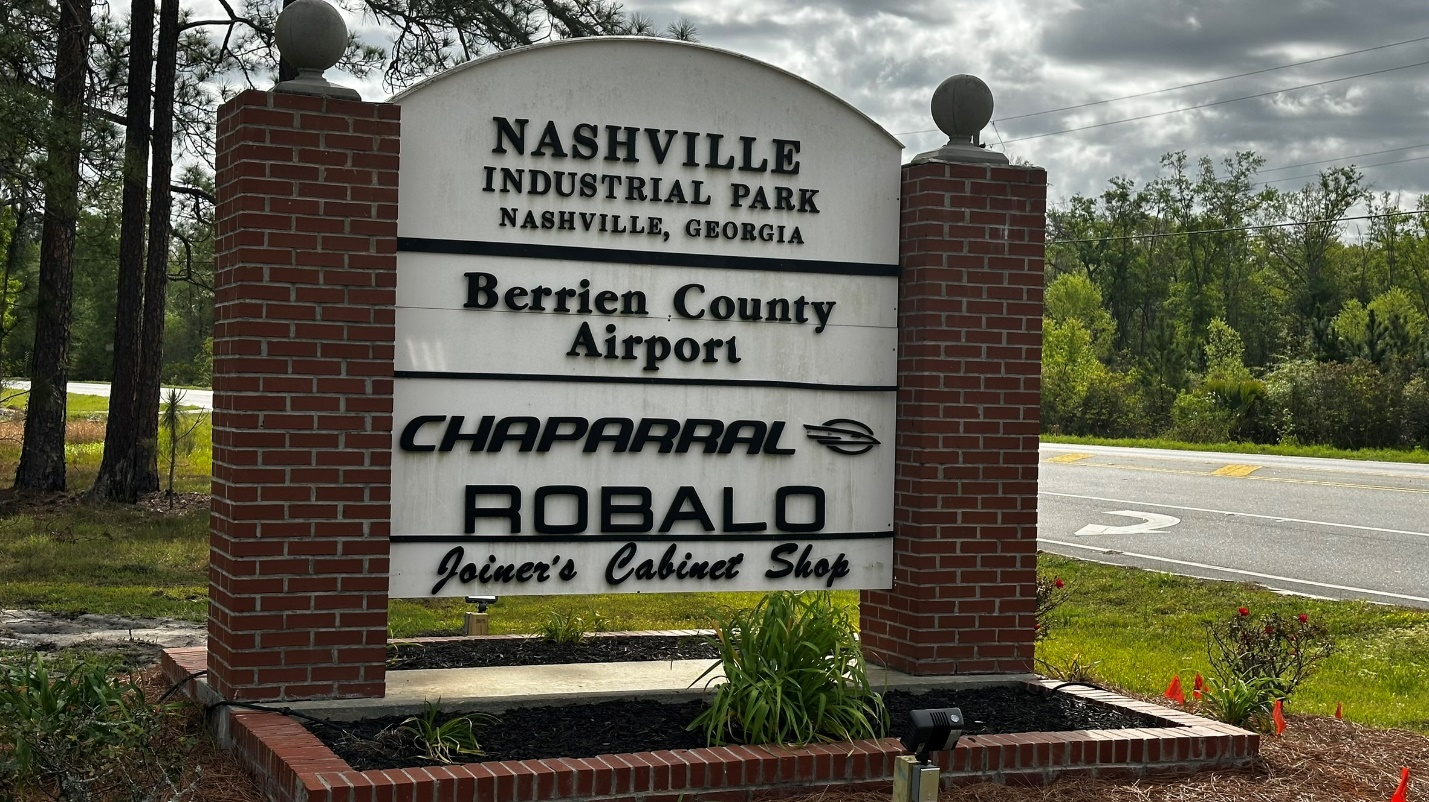 NASHVILLE
INDUSTRIAL PARK
NASHVILLE, GEORGIA
Berrien County
Airport
CHAPARRAL
ROBALO
Joiner's Cabinet Shop